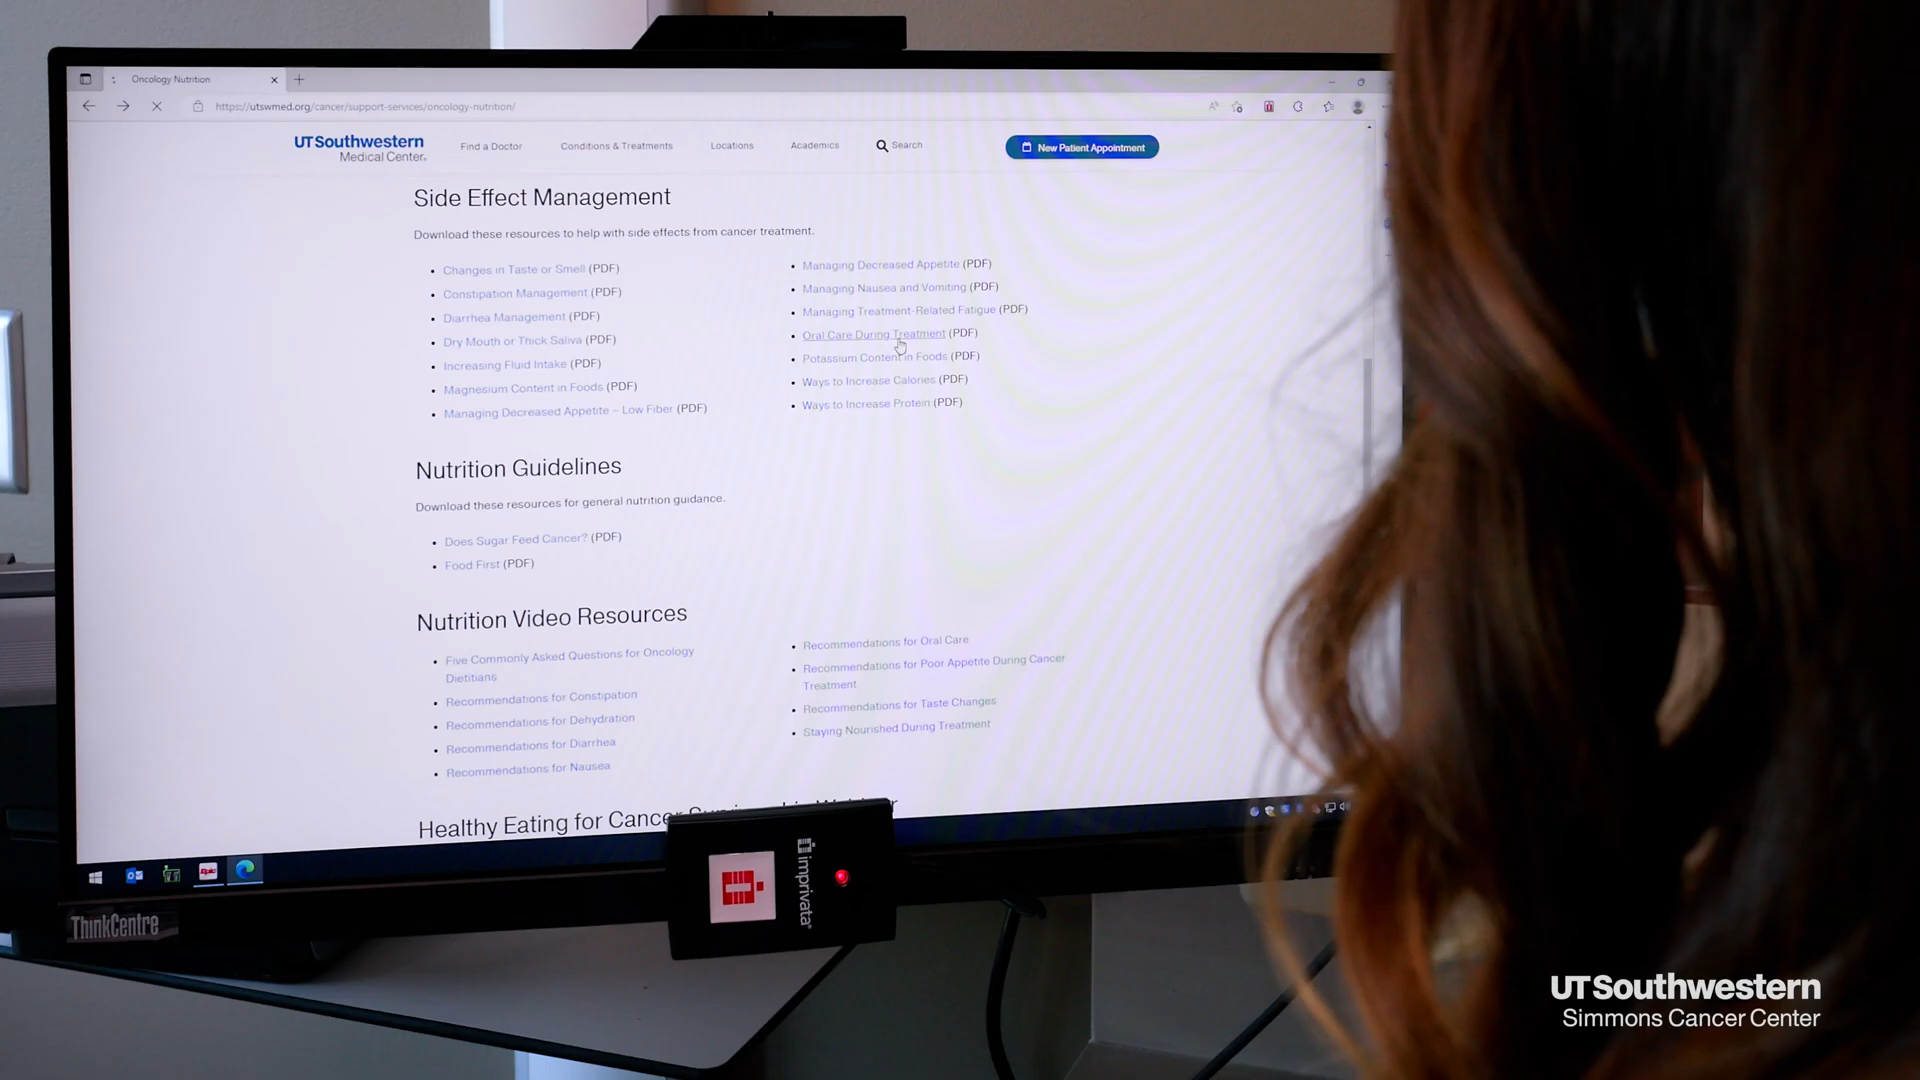 Oncology Nutrition
https://utswmed.org/cancer/support-services/oncology-nutrition/
UTSouthwestern
Medical Center
Find a Doctor
Conditions & Treatments
Locations
Academics
Search
New Patient Appointment
Side Effect Management
Download these resources to help with side effects from cancer treatment.
Changes in Taste or Smell (PDF)
Constipation Management (PDF)
Diarrhea Management (PDF)
Dry Mouth or Thick Saliva (PDF)
Increasing Fluid Intake (PDF)
Magnesium Content in Foods (PDF)
Managing Decreased Appetite – Low Fiber (PDF)
Managing Decreased Appetite (PDF)
Managing Nausea and Vomiting (PDF)
Managing Treatment-Related Fatigue (PDF)
Oral Care During Treatment (PDF)
Potassium Content in Foods (PDF)
Ways to Increase Calories (PDF)
Ways to Increase Protein (PDF)
Nutrition Guidelines
Download these resources for general nutrition guidance.
Does Sugar Feed Cancer? (PDF)
Food First (PDF)
Nutrition Video Resources
Five Commonly Asked Questions for Oncology
Dietitians
Recommendations for Constipation
Recommendations for Dehydration
Recommendations for Diarrhea
Recommendations for Nausea
Recommendations for Oral Care
Recommendations for Poor Appetite During Cancer
Treatment
Recommendations for Taste Changes
Staying Nourished During Treatment
Healthy Eating for Cancer
Epic
ThinkCentre
imprivata
UTSouthwestern
Simmons Cancer Center